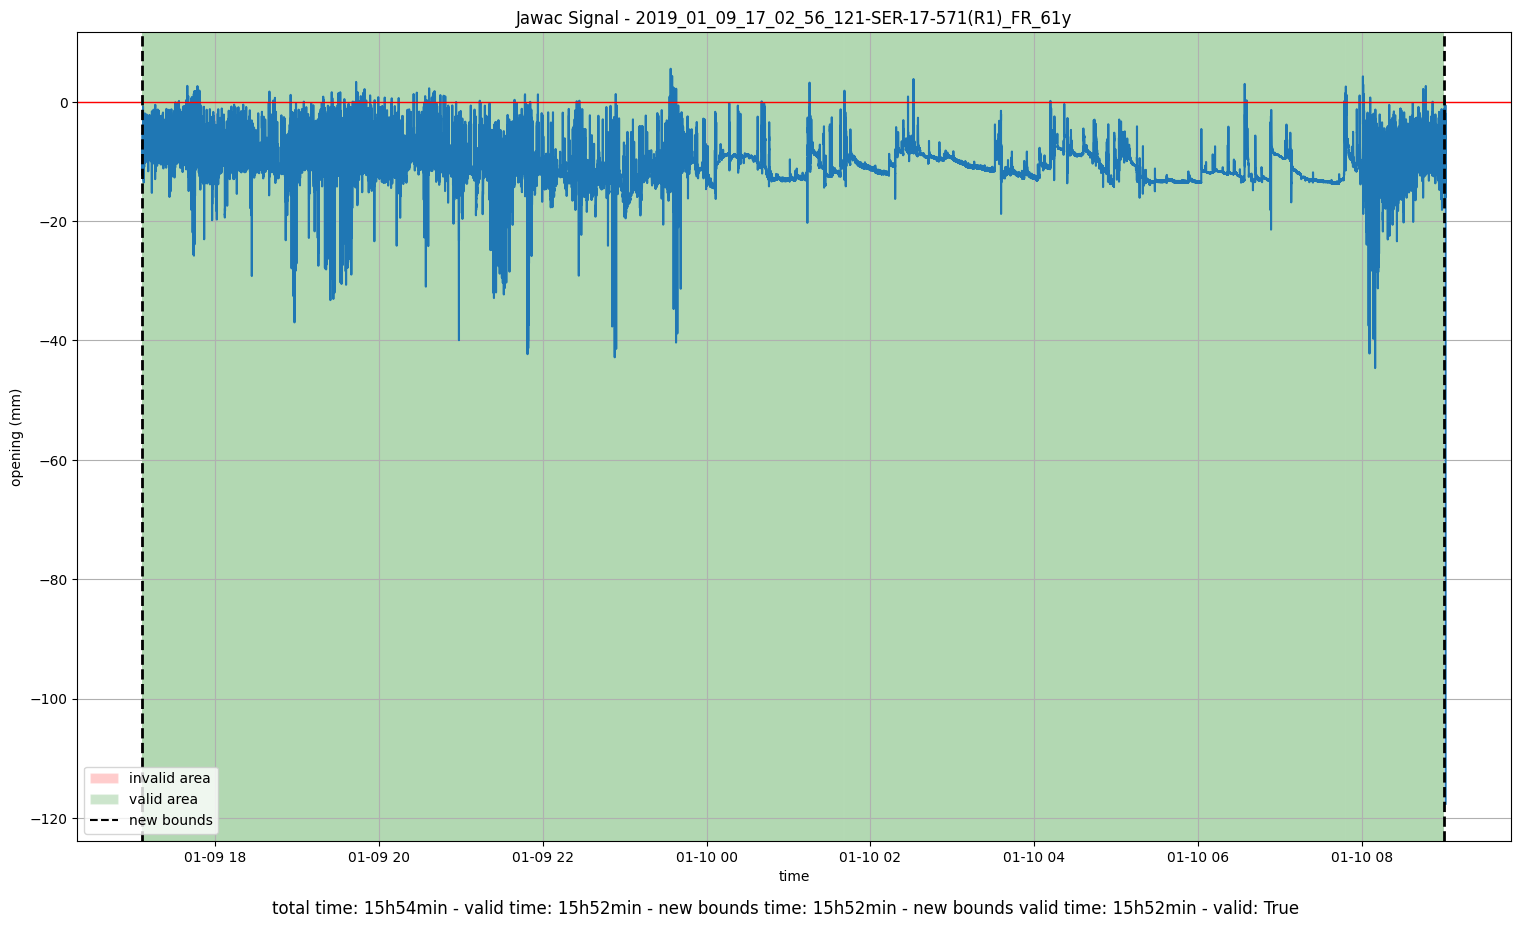 Jawac Signal - 2019_01_09_17_02_56_121-SER-17-571(R1)_FR_61y
opening (mm)
0
−20
−40
−60
−80
−100
−120
invalid area
valid area
new bounds
01-09 18 01-09 20 01-09 22 01-10 00 01-10 02 01-10 04 01-10 06 01-10 08
time
total time: 15h54min - valid time: 15h52min - new bounds time: 15h52min - new bounds valid time: 15h52min - valid: True